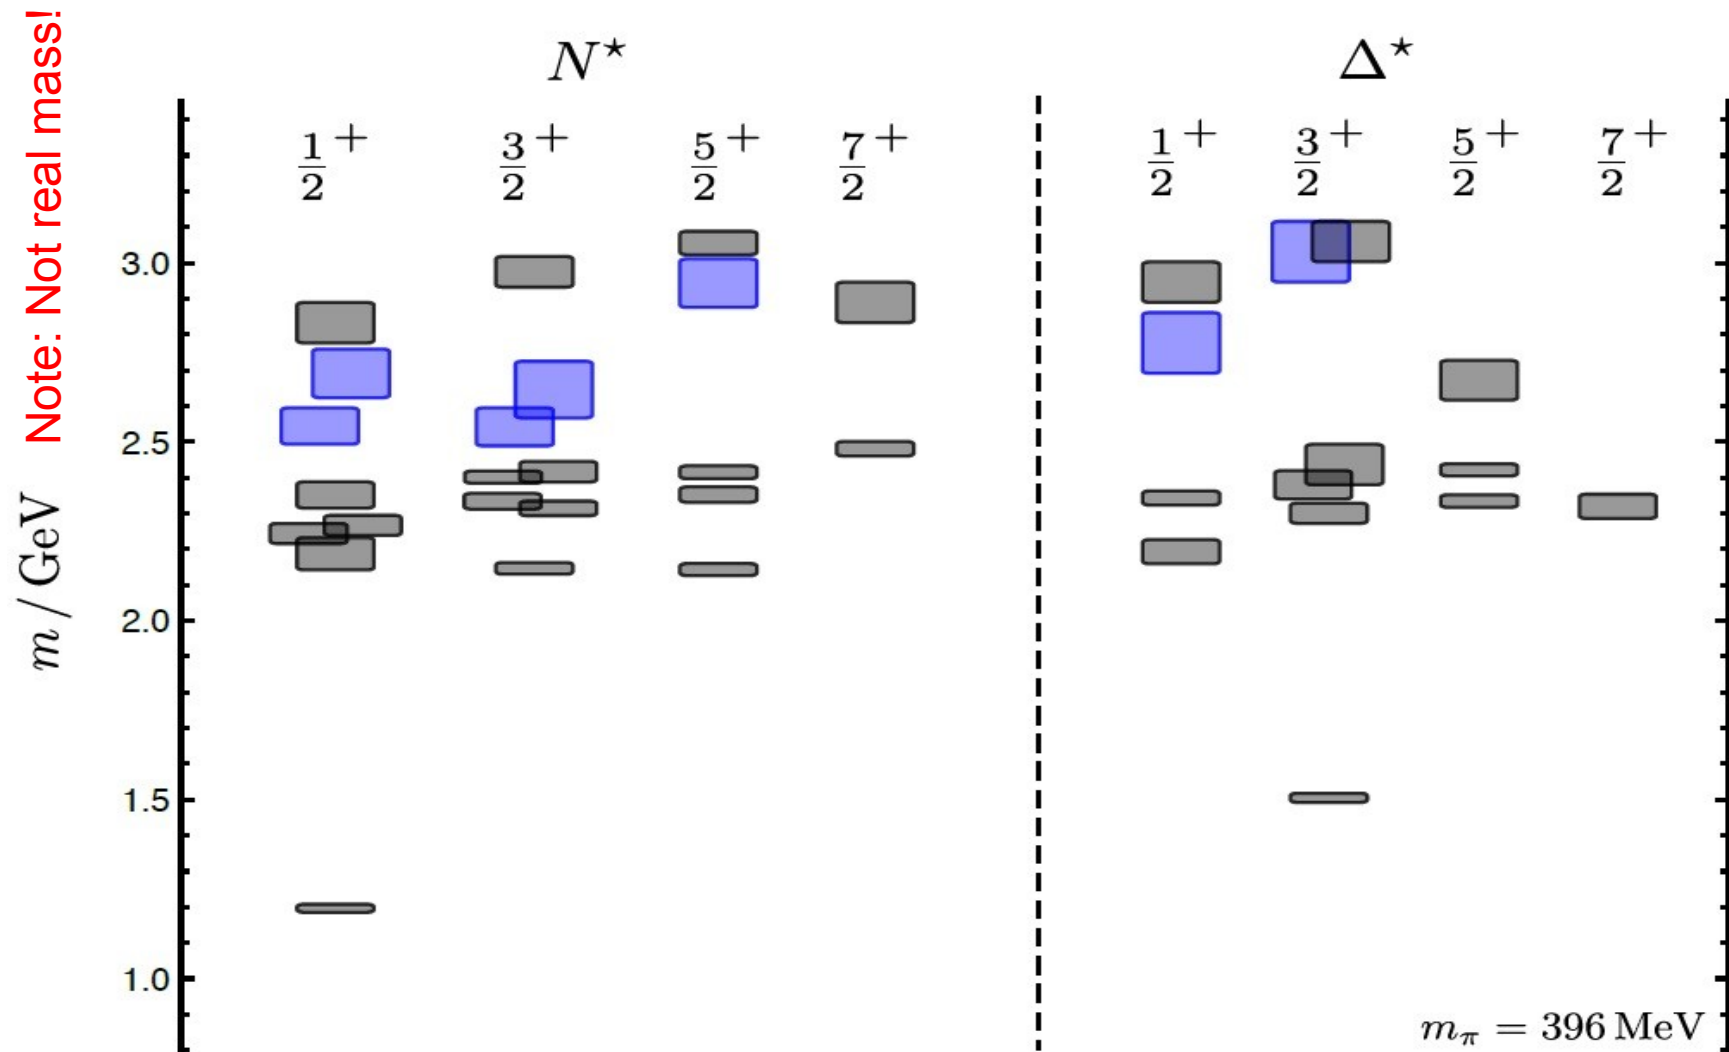 Note: Not real mass!
m / GeV
N⋆
Δ⋆
1/2+ 3/2+ 5/2+ 7/2+
1/2+ 3/2+ 5/2+ 7/2+
3.0
2.5
2.0
1.5
1.0
mπ = 396 MeV